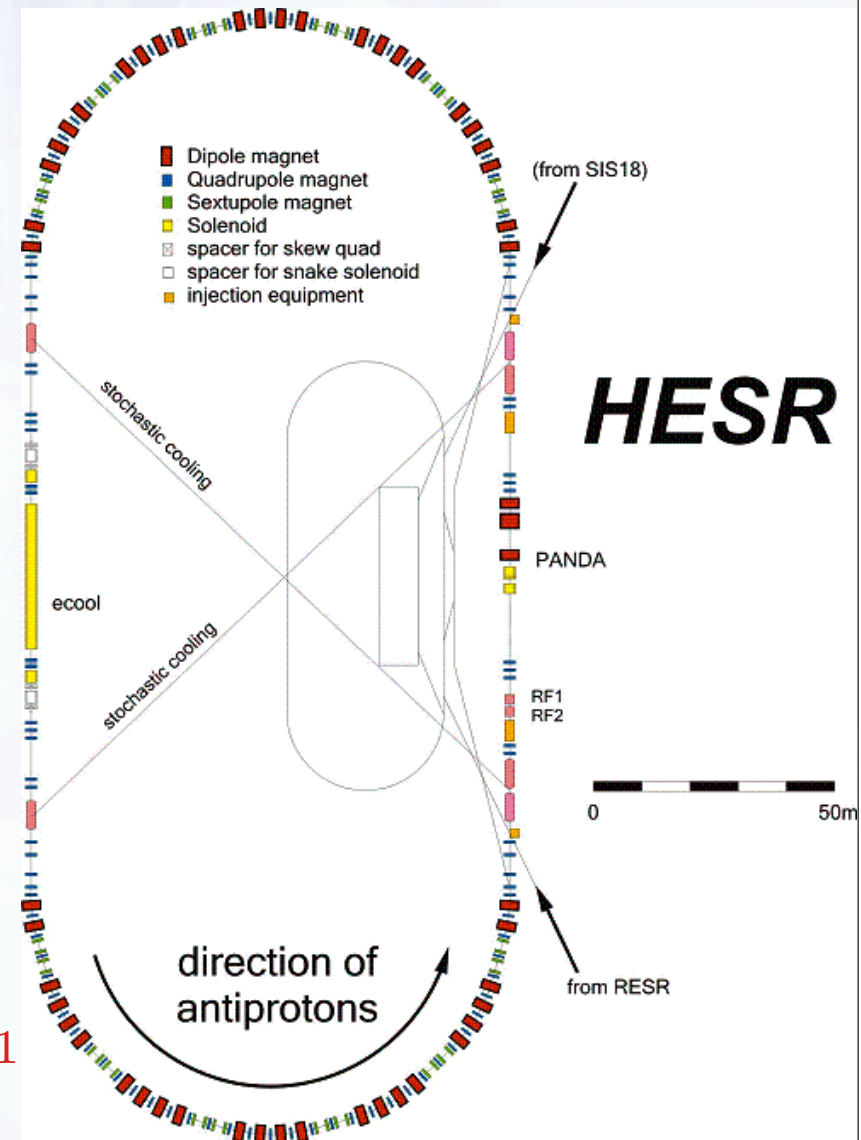 Dipole magnet
Quadrupole magnet
Sextupole magnet
Solenoid
spacer for skew quad
spacer for snake solenoid
injection equipment
(from SIS18)
HESR
stochastic cooling
PANDA
ecool
stochastic cooling
RF1
RF2
0 50m
direction of
antiprotons
from RESR
1